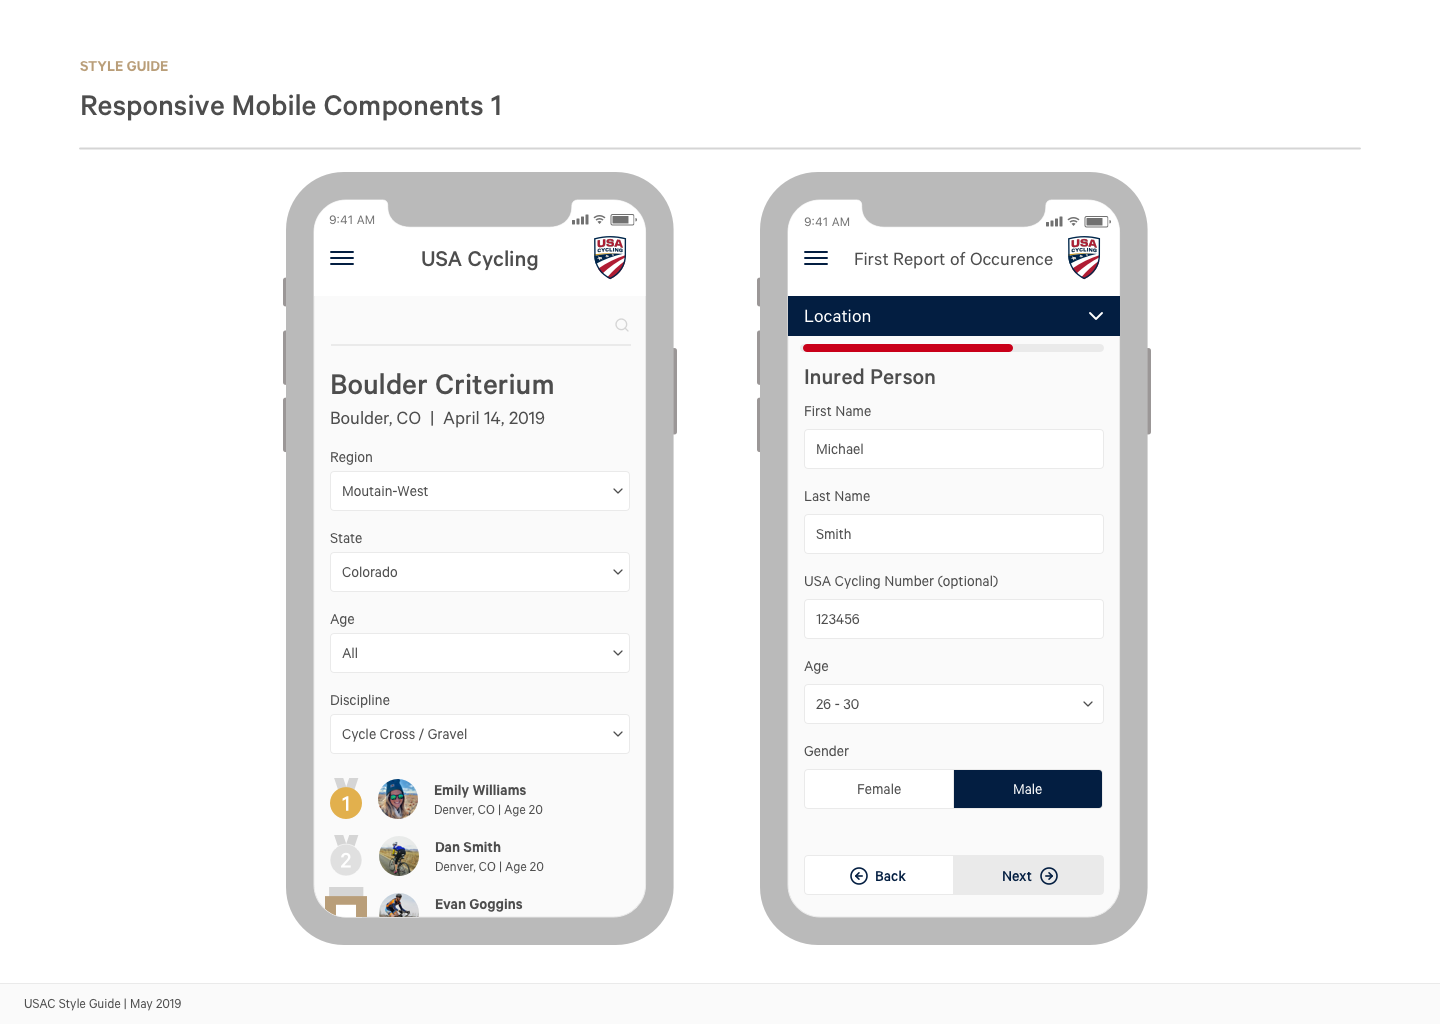 STYLE GUIDE
Responsive Mobile Components 1
9:41 AM
USA Cycling
USA
CYCLING
Boulder Criterium
Boulder, CO | April 14, 2019
Region
Moutain-West
State
Colorado
Age
All
Discipline
Cycle Cross / Gravel
1
Emily Williams
Denver, CO | Age 20
2
Dan Smith
Denver, CO | Age 20
Evan Goggins
9:41 AM
First Report of Occurence
USA
CYCLING
Location
Inured Person
First Name
Michael
Last Name
Smith
USA Cycling Number (optional)
123456
Age
26 - 30
Gender
Female Male
Back Next
USAC Style Guide | May 2019